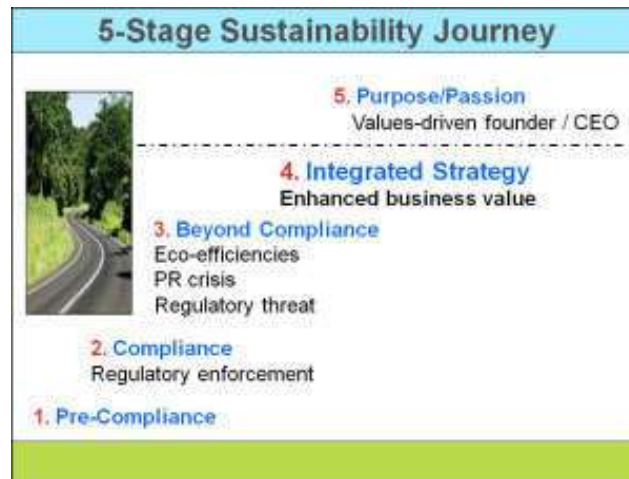 5-Stage Sustainability Journey
5. Purpose/Passion
Values-driven founder / CEO
4. Integrated Strategy
Enhanced business value
3. Beyond Compliance
Eco-efficiencies
PR crisis
Regulatory threat
2. Compliance
Regulatory enforcement
1. Pre-Compliance